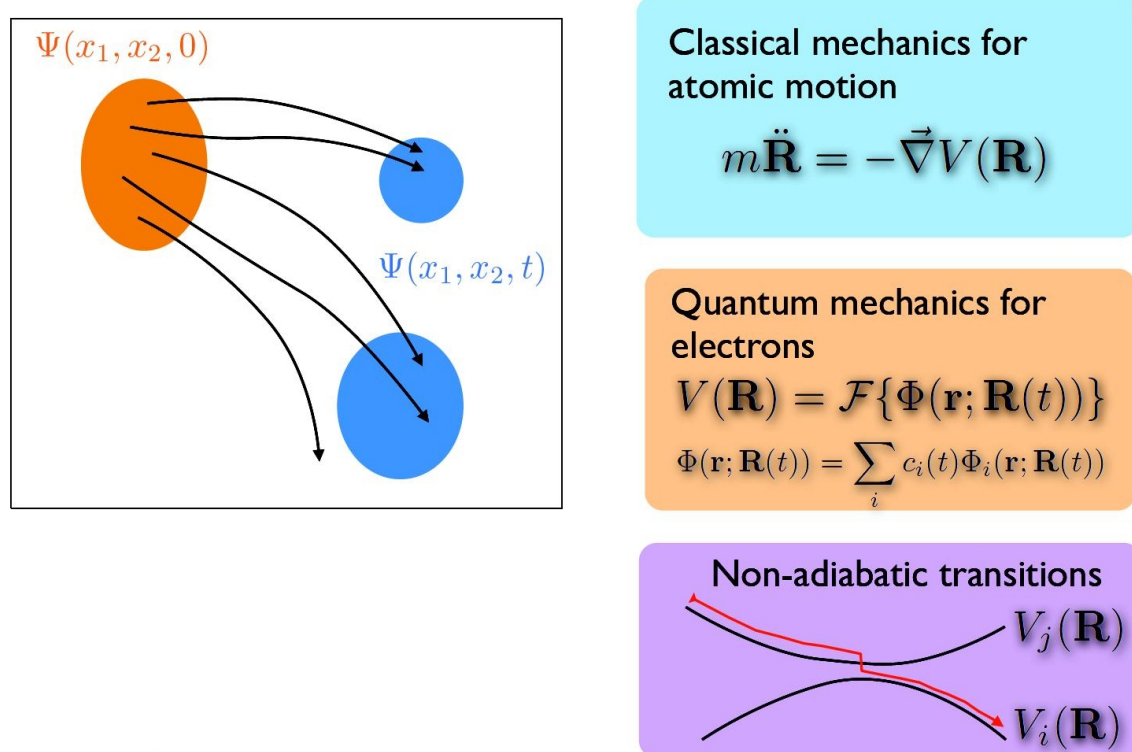 Ψ(x₁, x₂, 0)
Ψ(x₁, x₂, t)
Classical mechanics for
atomic motion
mR̈ = −∇⃗V(R)
Quantum mechanics for
electrons
V(R) = ℱ{Φ(r; R(t))}
Φ(r; R(t)) = ∑ᵢ cᵢ(t)Φᵢ(r; R(t))
Non-adiabatic transitions
Vⱼ(R)
Vᵢ(R)